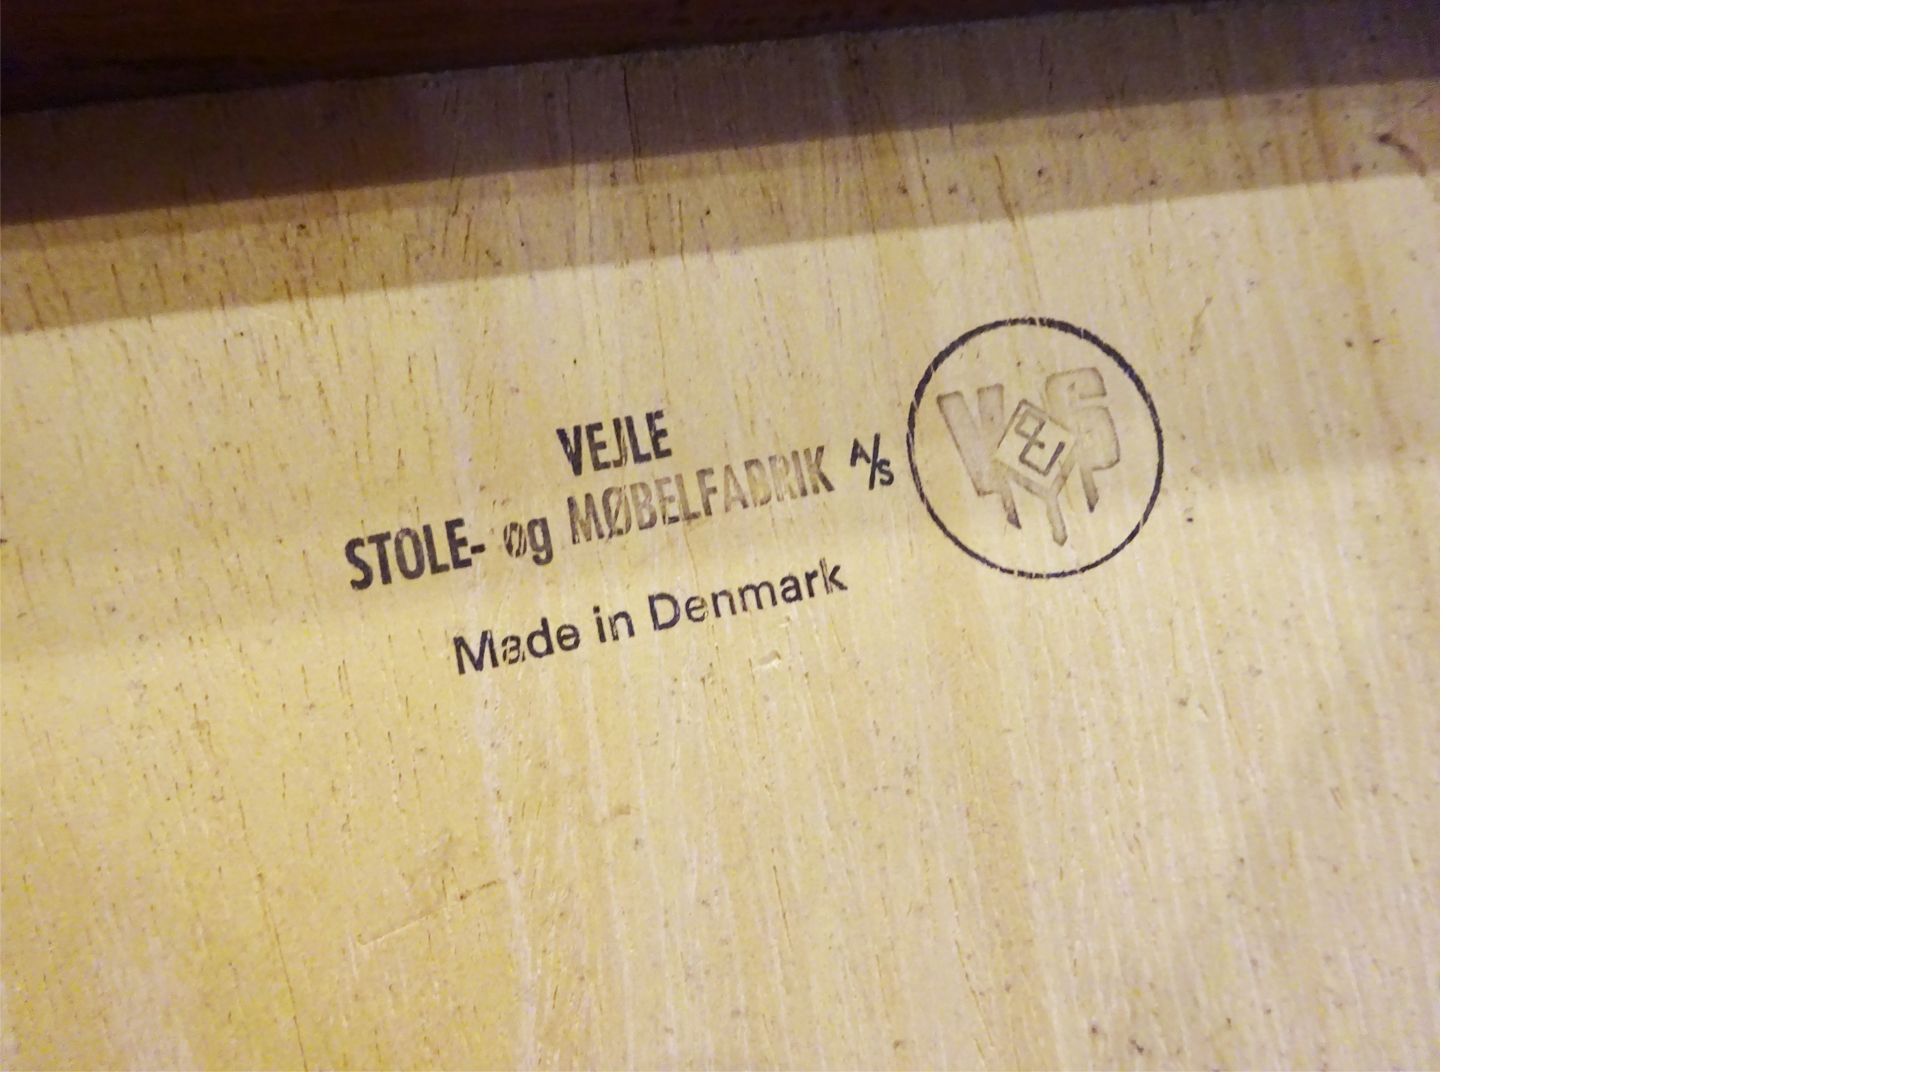 VEJLE
STOLE- og MØBELFABRIK A/S
Made in Denmark